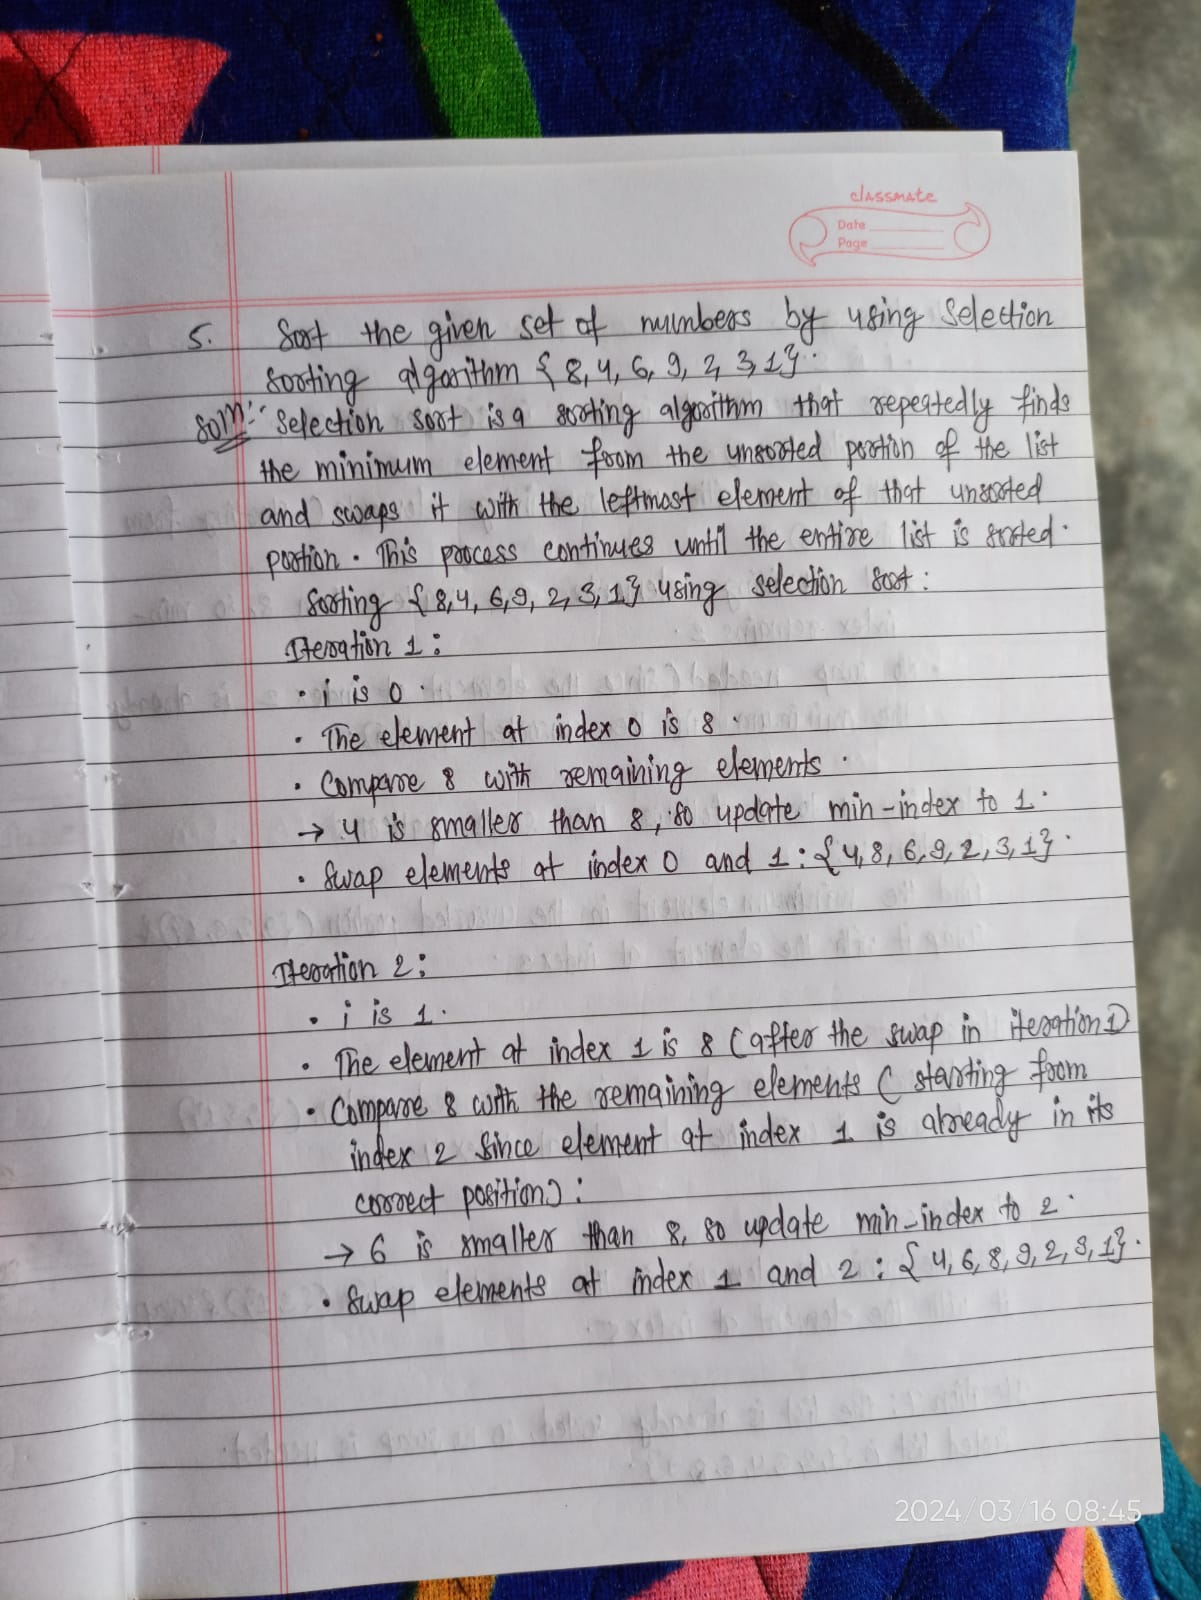 classmate
Date
Page
5. Sort the given set of numbers by using Selection
sorting algorithm {8, 4, 6, 9, 2, 3, 1}.
Soln:- Selection sort is a sorting algorithm that repeatedly finds
the minimum element from the unsorted portion of the list
and swaps it with the leftmost element of that unsorted
portion. This process continues until the entire list is sorted.
Sorting {8, 4, 6, 9, 2, 3, 1} using selection sort:
Iteration 1:
• i is 0.
• The element at index 0 is 8.
• Compare 8 with remaining elements.
→ 4 is smaller than 8, so update min-index to 1.
• Swap elements at index 0 and 1: {4, 8, 6, 9, 2, 3, 1}.
Iteration 2:
• i is 1.
• The element at index 1 is 8 (after the swap in iteration 1)
• Compare 8 with the remaining elements (starting from
index 2 since element at index 1 is already in its
correct position):
→ 6 is smaller than 8, so update min-index to 2.
• Swap elements at index 1 and 2: {4, 6, 8, 9, 2, 3, 1}.
2024/03/16 08:45